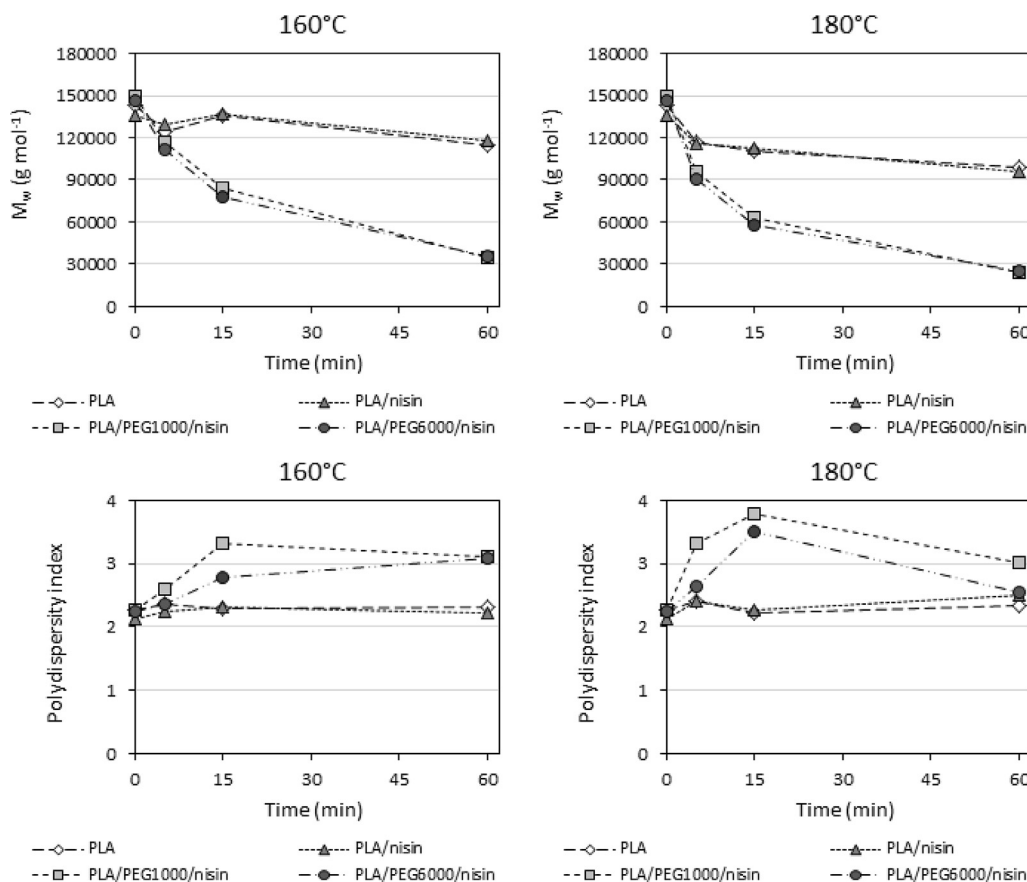 160°C
180000
150000
120000
90000
60000
30000
0
Mw (g mol-1)
0 15 30 45 60
Time (min)
PLA PLA/nisin
PLA/PEG1000/nisin PLA/PEG6000/nisin
180°C
180000
150000
120000
90000
60000
30000
0
Mw (g mol-1)
0 15 30 45 60
Time (min)
PLA PLA/nisin
PLA/PEG1000/nisin PLA/PEG6000/nisin
160°C
4
3
2
1
0
Polydispersity index
0 15 30 45 60
Time (min)
PLA PLA/nisin
PLA/PEG1000/nisin PLA/PEG6000/nisin
180°C
4
3
2
1
0
Polydispersity index
0 15 30 45 60
Time (min)
PLA PLA/nisin
PLA/PEG1000/nisin PLA/PEG6000/nisin